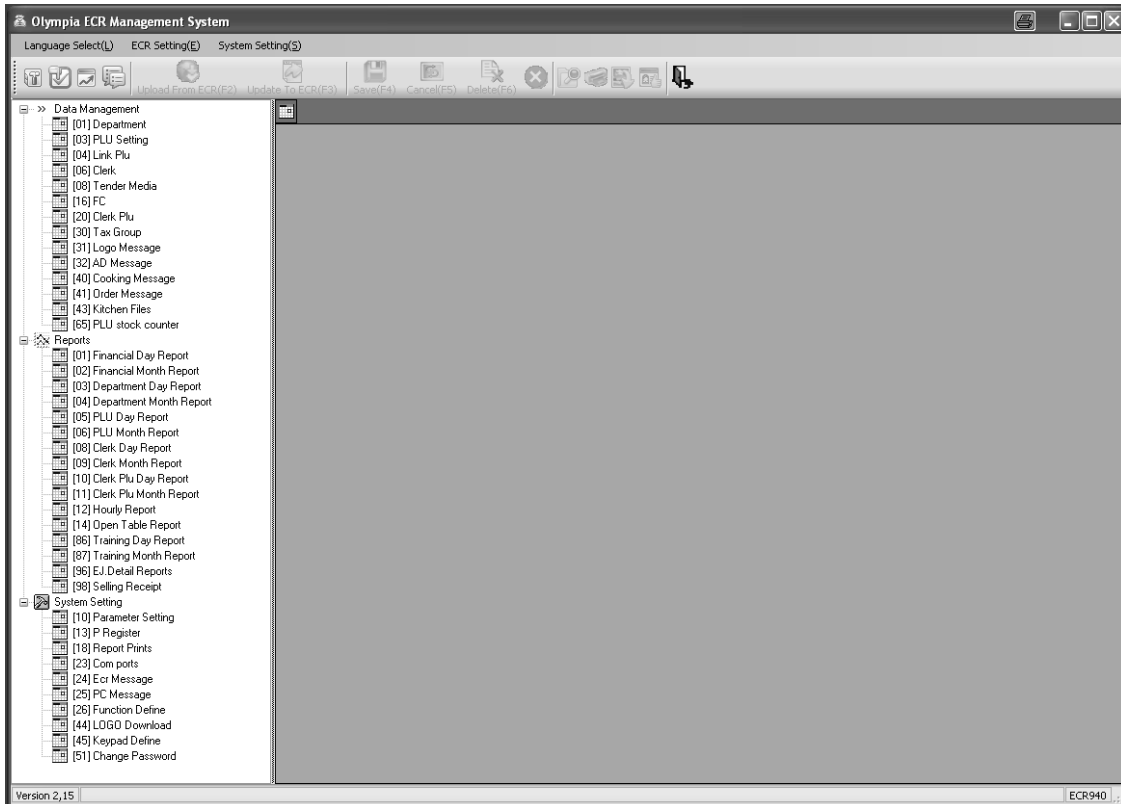 Olympia ECR Management System
Language Select(L) ECR Setting(E) System Setting(S)
Upload From ECR(F2) Update To ECR(F3) Save(F4) Cancel(F5) Delete(F6)
Data Management
[01] Department
[03] PLU Setting
[04] Link Plu
[06] Clerk
[08] Tender Media
[16] FC
[20] Clerk Plu
[30] Tax Group
[31] Logo Message
[32] AD Message
[40] Cooking Message
[41] Order Message
[43] Kitchen Files
[65] PLU stock counter
Reports
[01] Financial Day Report
[02] Financial Month Report
[03] Department Day Report
[04] Department Month Report
[05] PLU Day Report
[06] PLU Month Report
[08] Clerk Day Report
[09] Clerk Month Report
[10] Clerk Plu Day Report
[11] Clerk Plu Month Report
[12] Hourly Report
[14] Open Table Report
[86] Training Day Report
[87] Training Month Report
[96] EJ.Detail Reports
[98] Selling Receipt
System Setting
[10] Parameter Setting
[13] P Register
[18] Report Prints
[23] Com ports
[24] Ecr Message
[25] PC Message
[26] Function Define
[44] LOGO Download
[45] Keypad Define
[51] Change Password
Version 2,15 ECR940